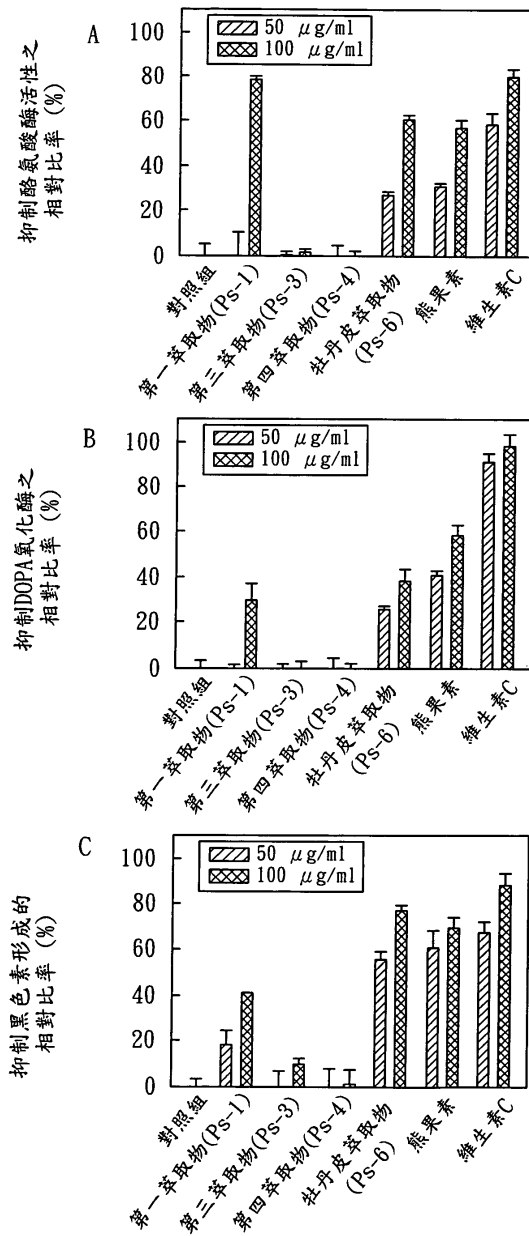 A
50 μg/ml
100 μg/ml
抑制酪氨酸酶活性之
相對比率 (%)
80
60
40
20
0
對照組
第一萃取物(Ps-1)
第三萃取物(Ps-3)
第四萃取物(Ps-4)
牡丹皮萃取物
(Ps-6)
熊果素
維生素C
B
50 μg/ml
100 μg/ml
抑制DOPA氧化酶之
相對比率 (%)
100
80
60
40
20
0
對照組
第一萃取物(Ps-1)
第三萃取物(Ps-3)
第四萃取物(Ps-4)
牡丹皮萃取物
(Ps-6)
熊果素
維生素C
C
50 μg/ml
100 μg/ml
抑制黑色素形成的
相對比率 (%)
100
80
60
40
20
0
對照組
第一萃取物(Ps-1)
第三萃取物(Ps-3)
第四萃取物(Ps-4)
牡丹皮萃取物
(Ps-6)
熊果素
維生素C